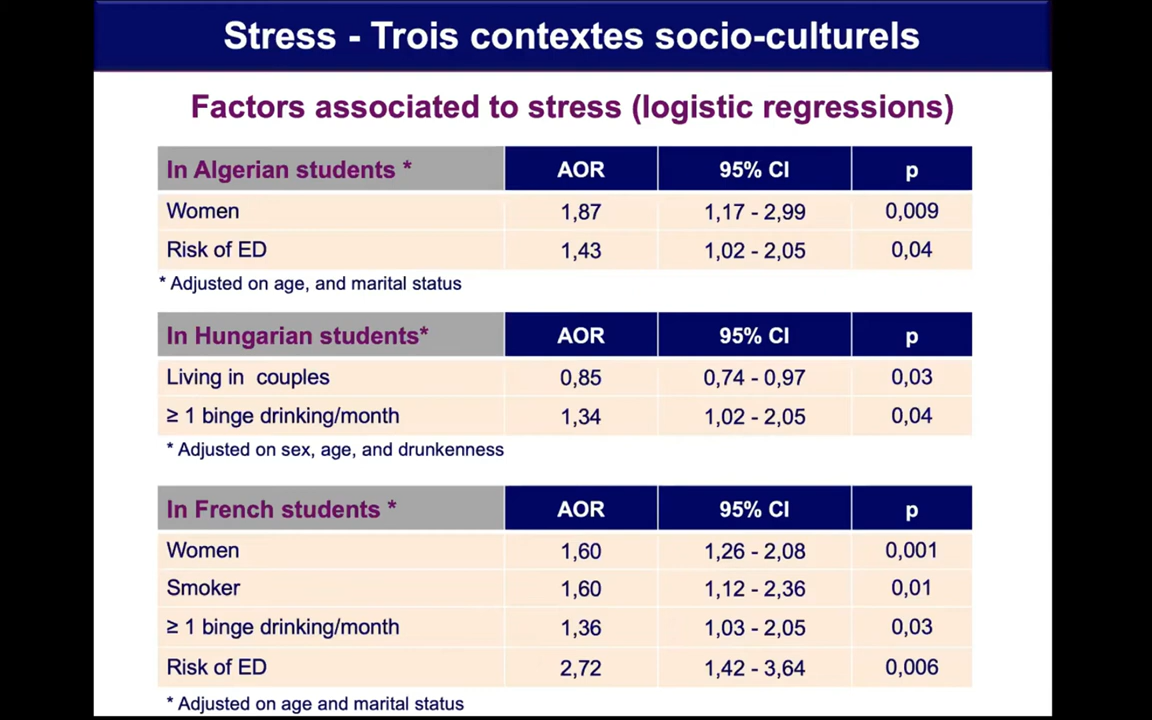 Stress - Trois contextes socio-culturels
Factors associated to stress (logistic regressions)
In Algerian students * AOR 95% CI p
Women 1,87 1,17 - 2,99 0,009
Risk of ED 1,43 1,02 - 2,05 0,04
* Adjusted on age, and marital status
In Hungarian students* AOR 95% CI p
Living in couples 0,85 0,74 - 0,97 0,03
≥ 1 binge drinking/month 1,34 1,02 - 2,05 0,04
* Adjusted on sex, age, and drunkenness
In French students * AOR 95% CI p
Women 1,60 1,26 - 2,08 0,001
Smoker 1,60 1,12 - 2,36 0,01
≥ 1 binge drinking/month 1,36 1,03 - 2,05 0,03
Risk of ED 2,72 1,42 - 3,64 0,006
* Adjusted on age and marital status